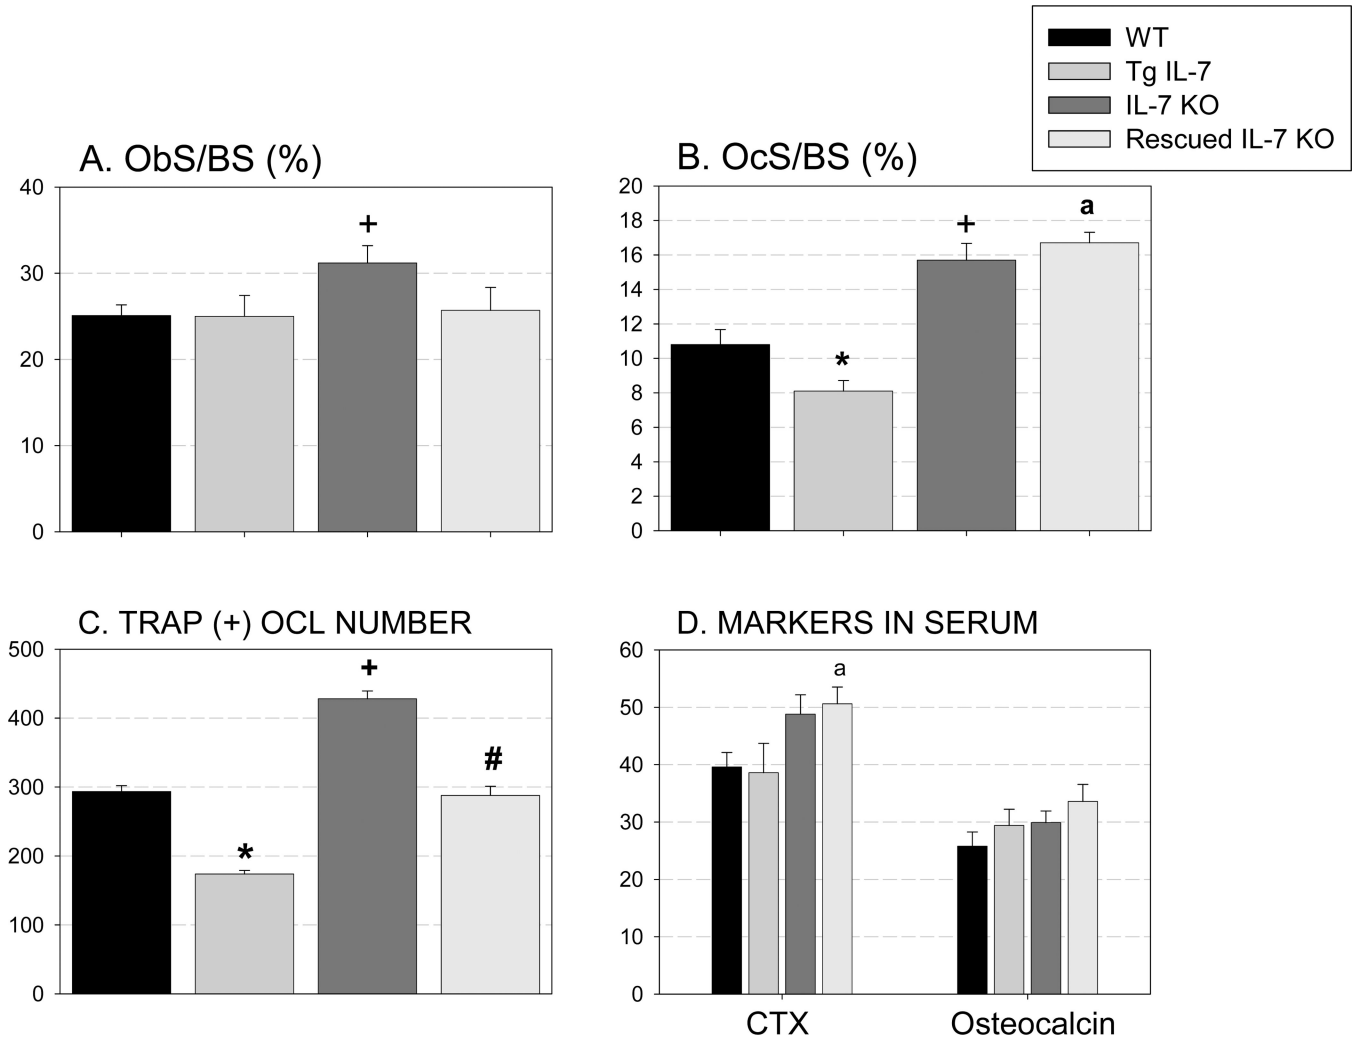 WT
Tg IL-7
IL-7 KO
Rescued IL-7 KO
A. ObS/BS (%)
40
30
20
10
0
+
B. OcS/BS (%)
20
18
16
14
12
10
8
6
4
2
0
*
+
a
C. TRAP (+) OCL NUMBER
500
400
300
200
100
0
*
+
#
D. MARKERS IN SERUM
60
50
40
30
20
10
0
a
CTX
Osteocalcin